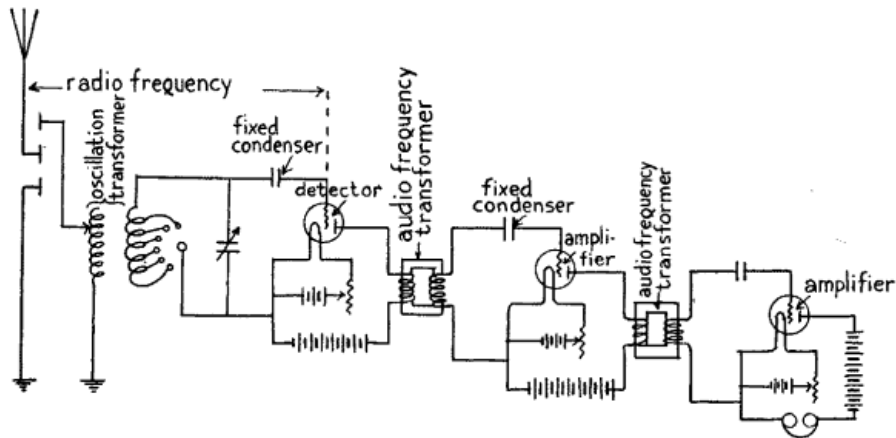 radio frequency
oscillation
transformer
fixed
condenser
detector
audio frequency
transformer
fixed
condenser
ampli-
fier
audio frequency
transformer
amplifier